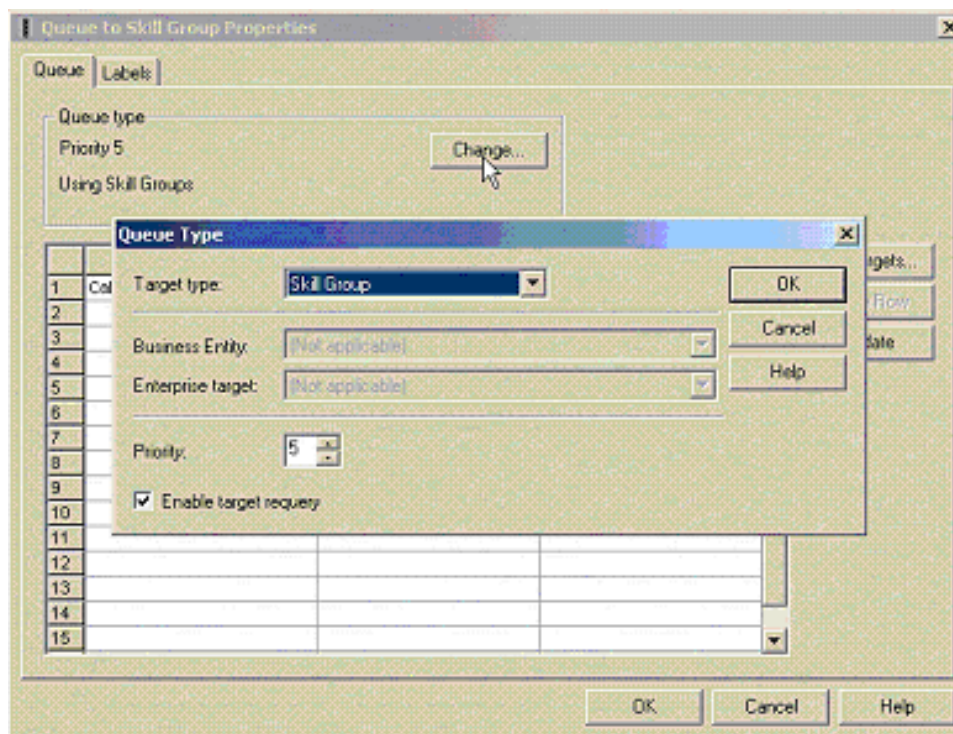 Queue to Skill Group Properties
Queue Labels
Queue type
Priority 5
Change...
Using Skill Groups
Queue Type
Target type: Skill Group
OK
Business Entity: (Not applicable)
Cancel
Enterprise target: (Not applicable)
Help
Priority: 5
Enable target requery
1
2
3
4
5
6
7
8
9
10
11
12
13
14
15
Row
OK Cancel Help